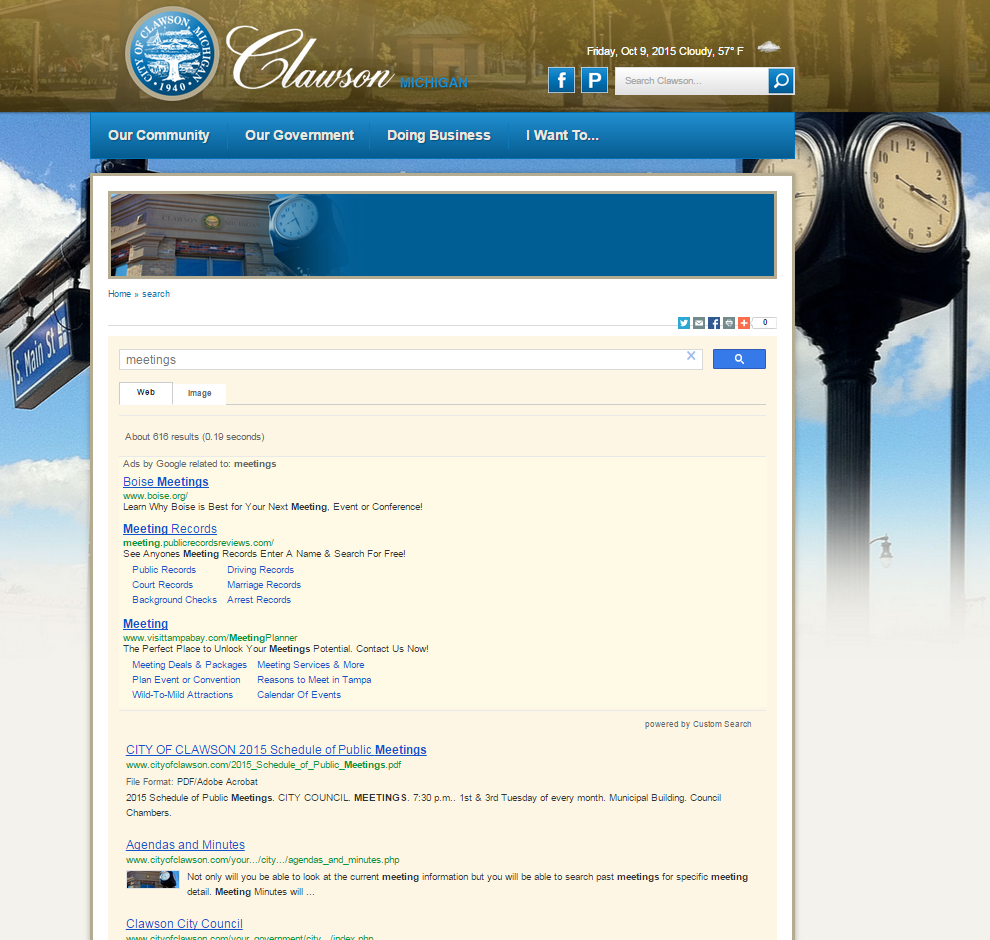 CITY OF CLAWSON, MICHIGAN
1940
Clawson MICHIGAN
Friday, Oct 9, 2015 Cloudy, 57° F
f
P
Search Clawson...
Our Community
Our Government
Doing Business
I Want To...
S. Main St
Home » search
0
meetings
Web
Image
About 616 results (0.19 seconds)
Ads by Google related to: meetings
Boise Meetings
www.boise.org/
Learn Why Boise is Best for Your Next Meeting, Event or Conference!
Meeting Records
meeting.publicrecordsreviews.com/
See Anyones Meeting Records Enter A Name & Search For Free!
Public Records Driving Records
Court Records Marriage Records
Background Checks Arrest Records
Meeting
www.visittampabay.com/MeetingPlanner
The Perfect Place to Unlock Your Meetings Potential. Contact Us Now!
Meeting Deals & Packages Meeting Services & More
Plan Event or Convention Reasons to Meet in Tampa
Wild-To-Mild Attractions Calendar Of Events
powered by Custom Search
CITY OF CLAWSON 2015 Schedule of Public Meetings
www.cityofclawson.com/2015_Schedule_of_Public_Meetings.pdf
File Format: PDF/Adobe Acrobat
2015 Schedule of Public Meetings. CITY COUNCIL. MEETINGS. 7:30 p.m.. 1st & 3rd Tuesday of every month. Municipal Building. Council
Chambers.
Agendas and Minutes
www.cityofclawson.com/your.../city.../agendas_and_minutes.php
Not only will you be able to look at the current meeting information but you will be able to search past meetings for specific meeting
detail. Meeting Minutes will ...
Clawson City Council
www.cityofclawson.com/your_government/city.../index.php